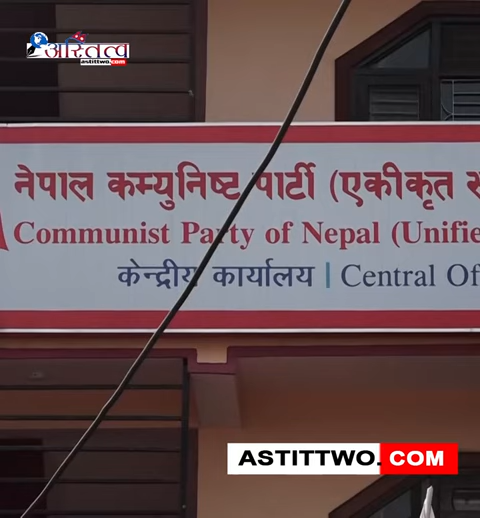 अस्तित्व
astittwo.com
नेपाल कम्युनिष्ट पार्टी (एकीकृत
Communist Party of Nepal (Unifie
केन्द्रीय कार्यालय | Central Of
ASTITTWO.COM